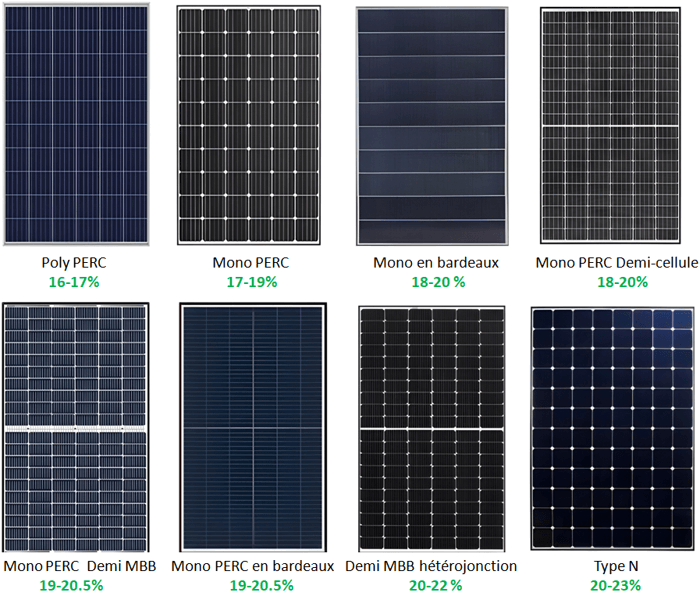 Poly PERC
16-17%
Mono PERC
17-19%
Mono en bardeaux
18-20 %
Mono PERC Demi-cellule
18-20%
Mono PERC  Demi MBB
19-20.5%
Mono PERC en bardeaux
19-20.5%
Demi MBB hétérojonction
20-22 %
Type N
20-23%